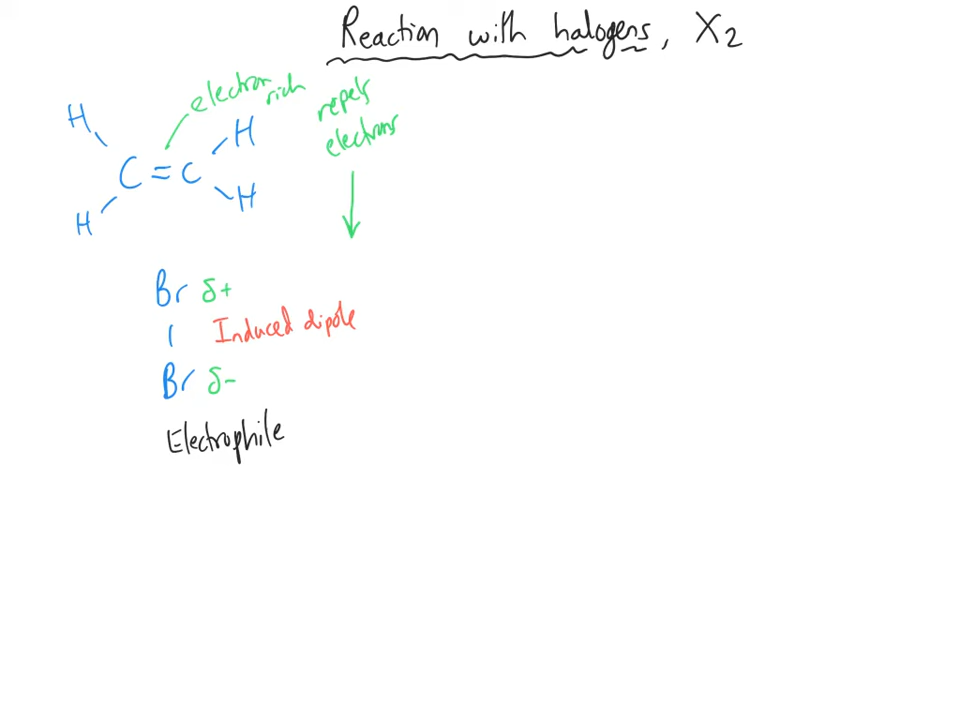 Reaction with halogens, X2
electron rich
repels
electrons
H
H
C = C
H
H
Br δ+
Induced dipole
Br δ-
Electrophile